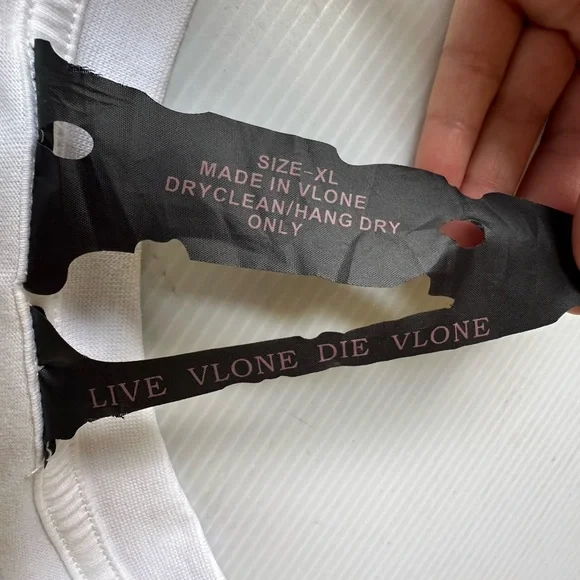 SIZE-XL
MADE IN VLONE
DRYCLEAN/HANG DRY
ONLY
LIVE VLONE DIE VLONE